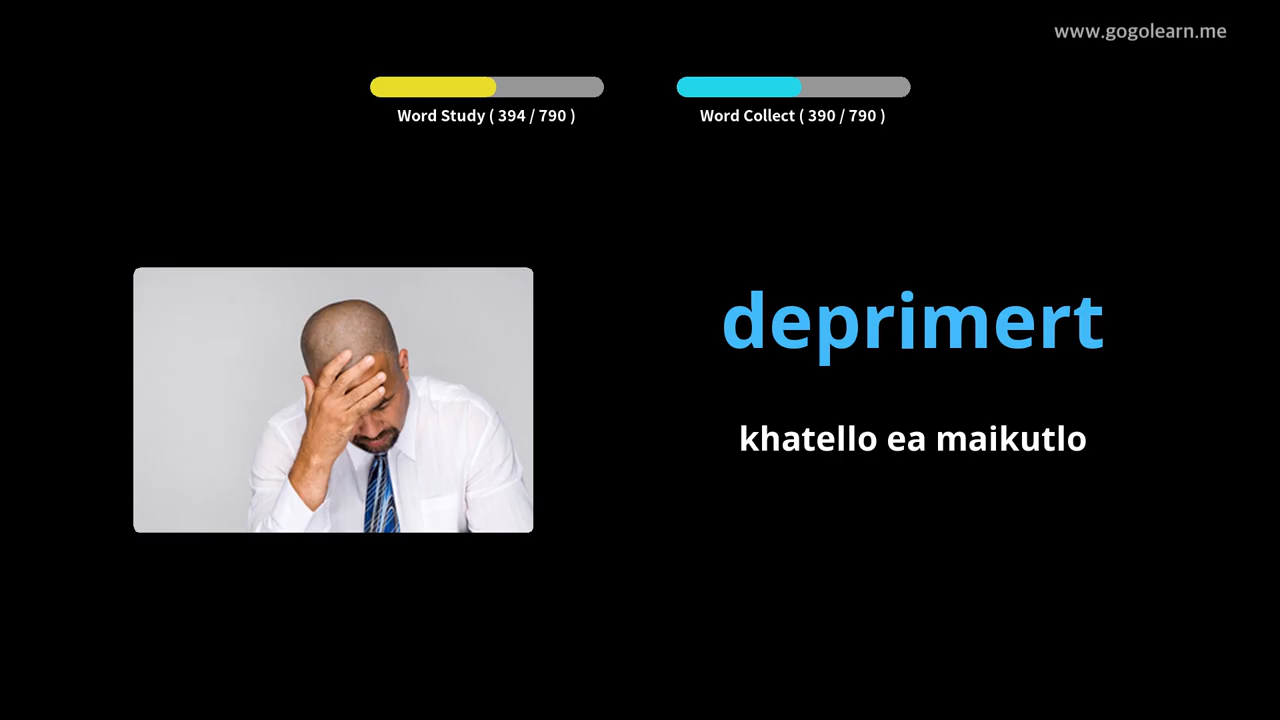 www.gogolearn.me
Word Study ( 394 / 790 )
Word Collect ( 390 / 790 )
deprimert
khatello ea maikutlo